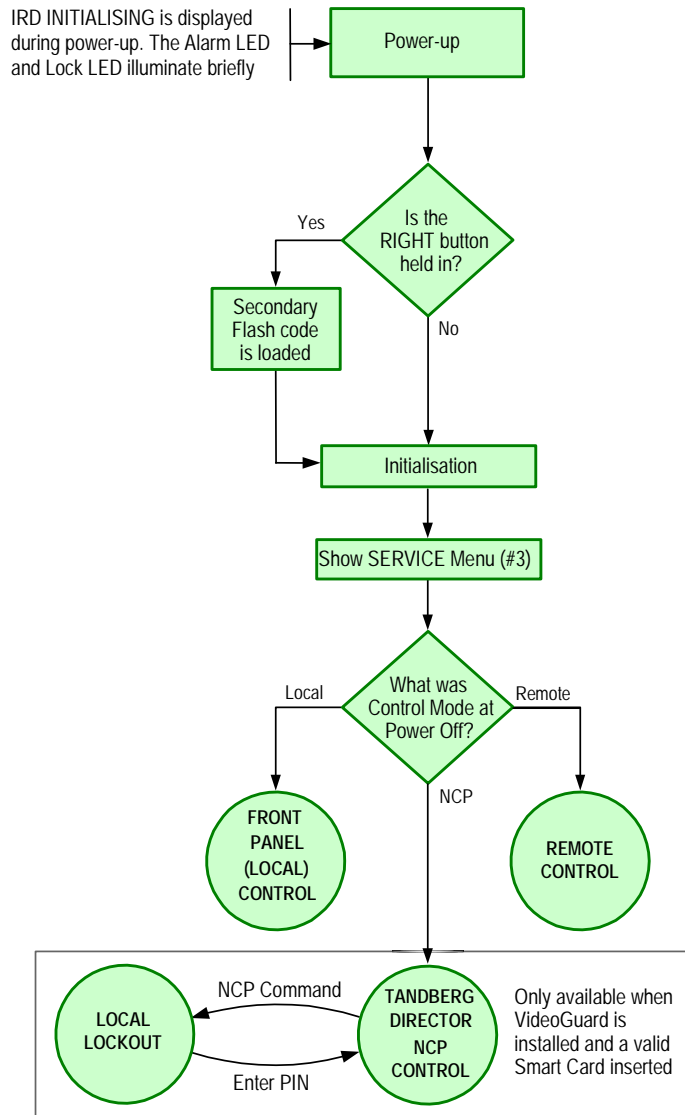 IRD INITIALISING is displayed
during power-up. The Alarm LED
and Lock LED illuminate briefly
Power-up
Is the
RIGHT button
held in?
Yes
No
Secondary
Flash code
is loaded
Initialisation
Show SERVICE Menu (#3)
What was
Control Mode at
Power Off?
Local
Remote
NCP
FRONT
PANEL
(LOCAL)
CONTROL
REMOTE
CONTROL
LOCAL
LOCKOUT
NCP Command
Enter PIN
TANDBERG
DIRECTOR
NCP
CONTROL
Only available when
VideoGuard is
installed and a valid
Smart Card inserted